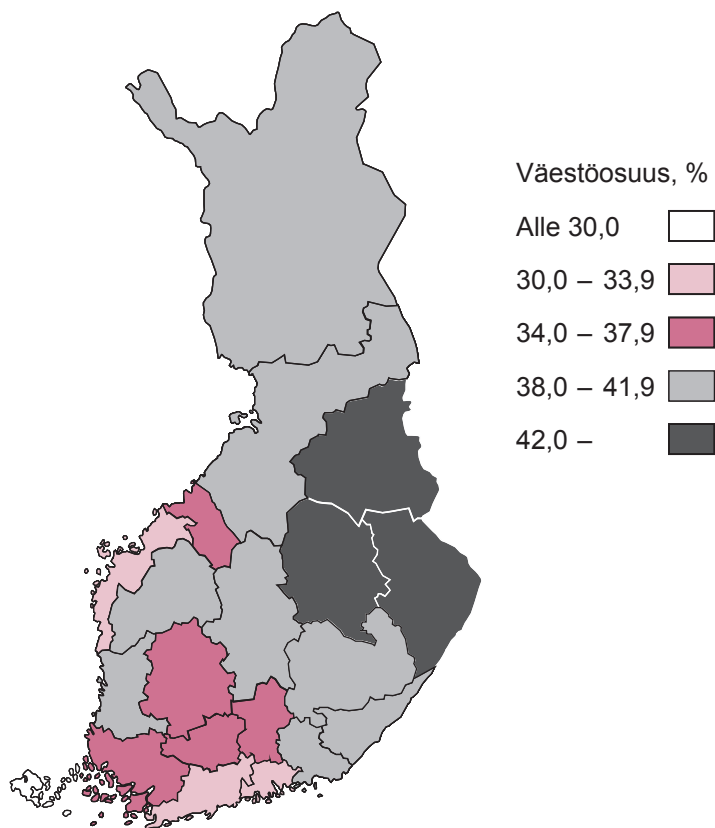 Väestöosuus, %
Alle 30,0
30,0 – 33,9
34,0 – 37,9
38,0 – 41,9
42,0 –